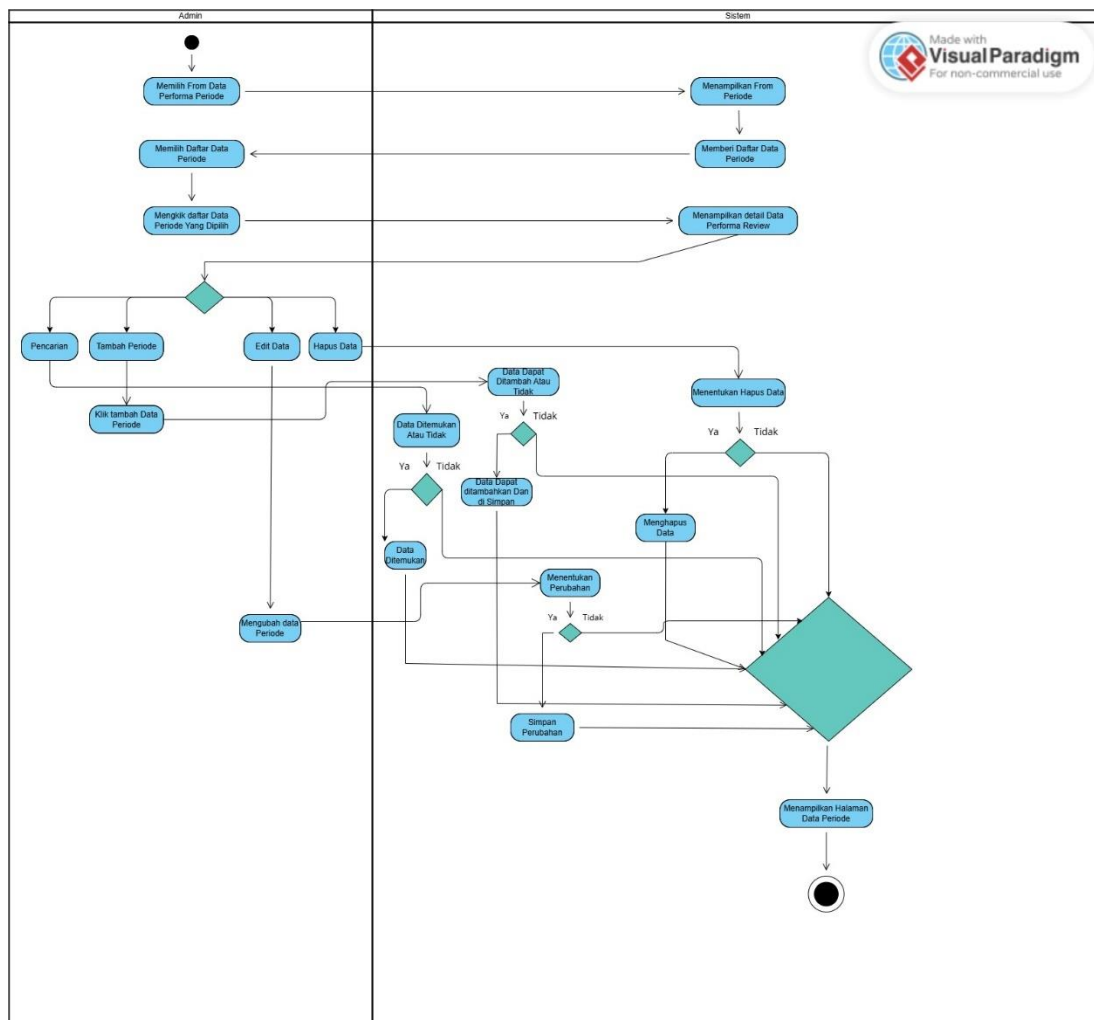 Admin
Sistem
Made with
Visual Paradigm
For non-commercial use
Memilih From Data
Performa Periode
Menampilkan From
Periode
Memilih Daftar Data
Periode
Memberi Daftar Data
Periode
Mengkik daftar Data
Periode Yang Dipilih
Menampilkan detail Data
Performa Review
Pencarian
Tambah Periode
Edit Data
Hapus Data
Data Dapat
Ditambah Atau
Tidak
Menentukan Hapus Data
Klik tambah Data
Periode
Data Ditemukan
Atau Tidak
Ya
Tidak
Ya
Tidak
Ya
Tidak
Data Dapat
ditambahkan Dan
di Simpan
Menghapus
Data
Data
Ditemukan
Menentukan
Perubahan
Mengubah data
Periode
Ya
Tidak
Simpan
Perubahan
Menampilkan Halaman
Data Periode